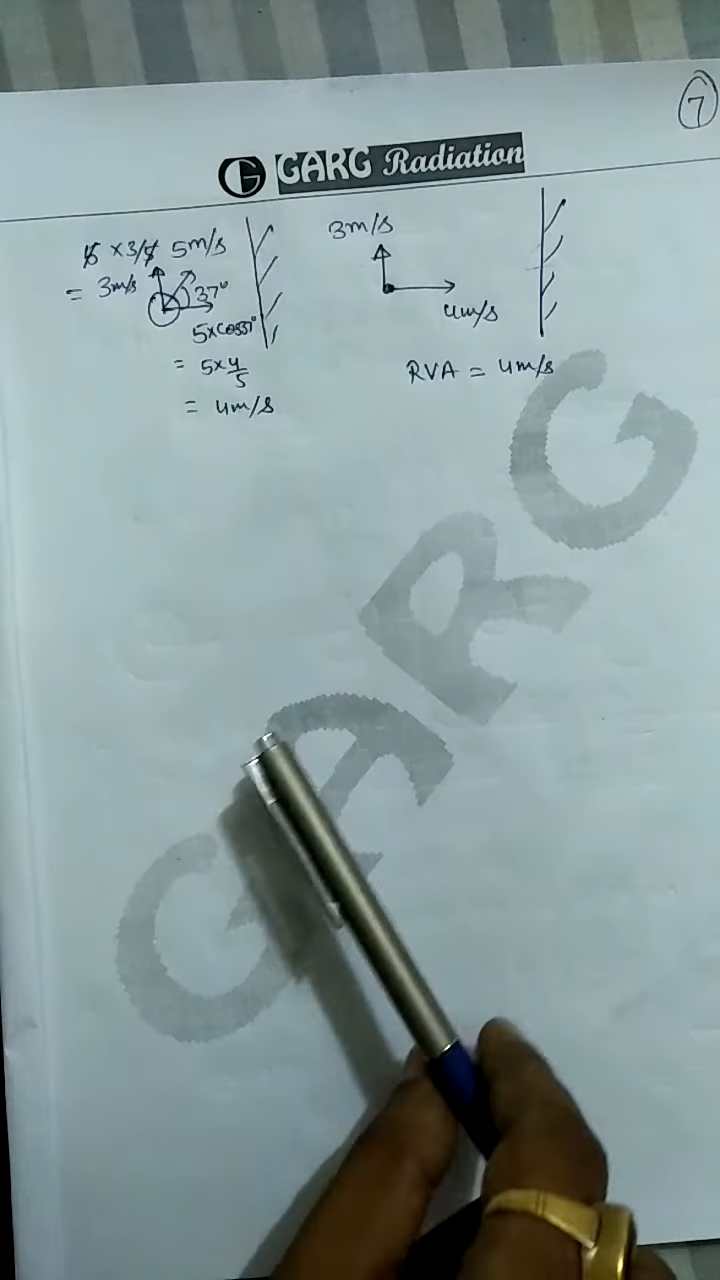 7
G GARG Radiation
5 × 3/5 5m/s
= 3m/s
37°
5×cos37°
= 5×4/5
= 4m/s
3m/s
4m/s
RVA = 4m/s
GARG